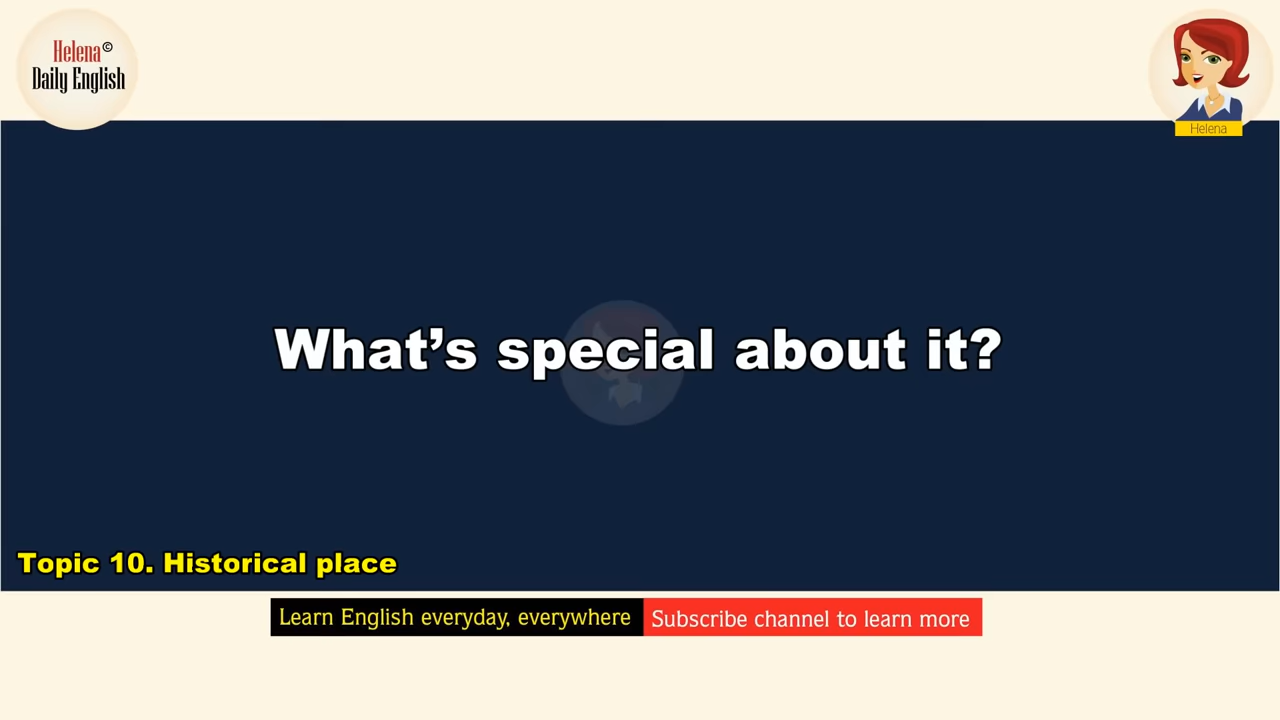 Helena©
Daily English
Helena
What’s special about it?
Topic 10. Historical place
Learn English everyday, everywhere
Subscribe channel to learn more